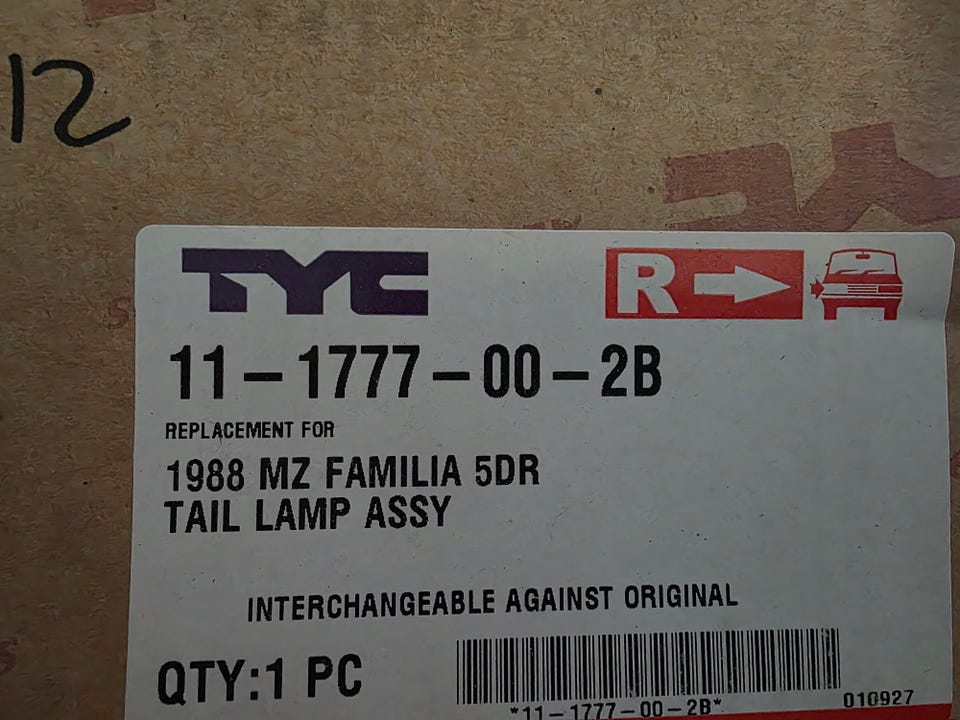 12
TYC
R
11-1777-00-2B
REPLACEMENT FOR
1988 MZ FAMILIA 5DR
TAIL LAMP ASSY
INTERCHANGEABLE AGAINST ORIGINAL
QTY:1 PC
*11-1777-00-2B*
010927